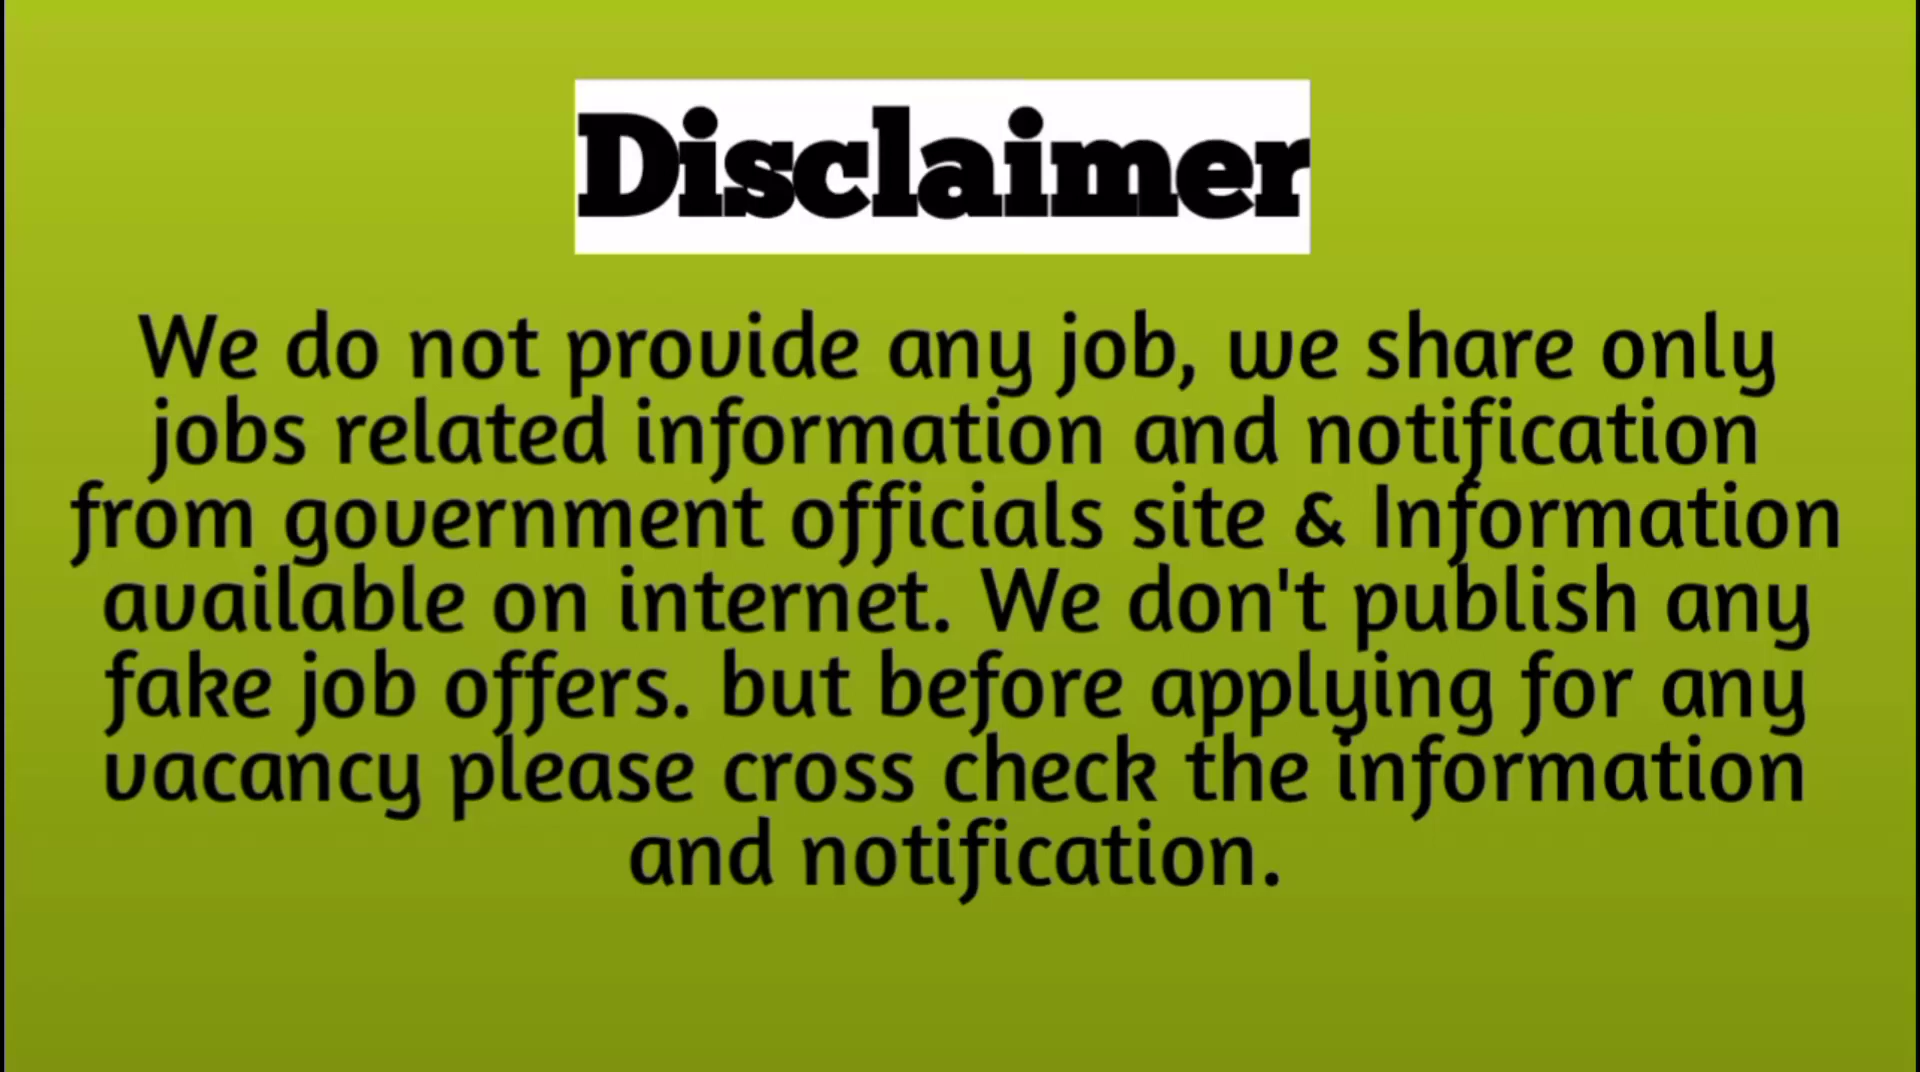 Disclaimer
We do not provide any job, we share only
jobs related information and notification
from government officials site & Information
available on internet. We don't publish any
fake job offers. but before applying for any
vacancy please cross check the information
and notification.